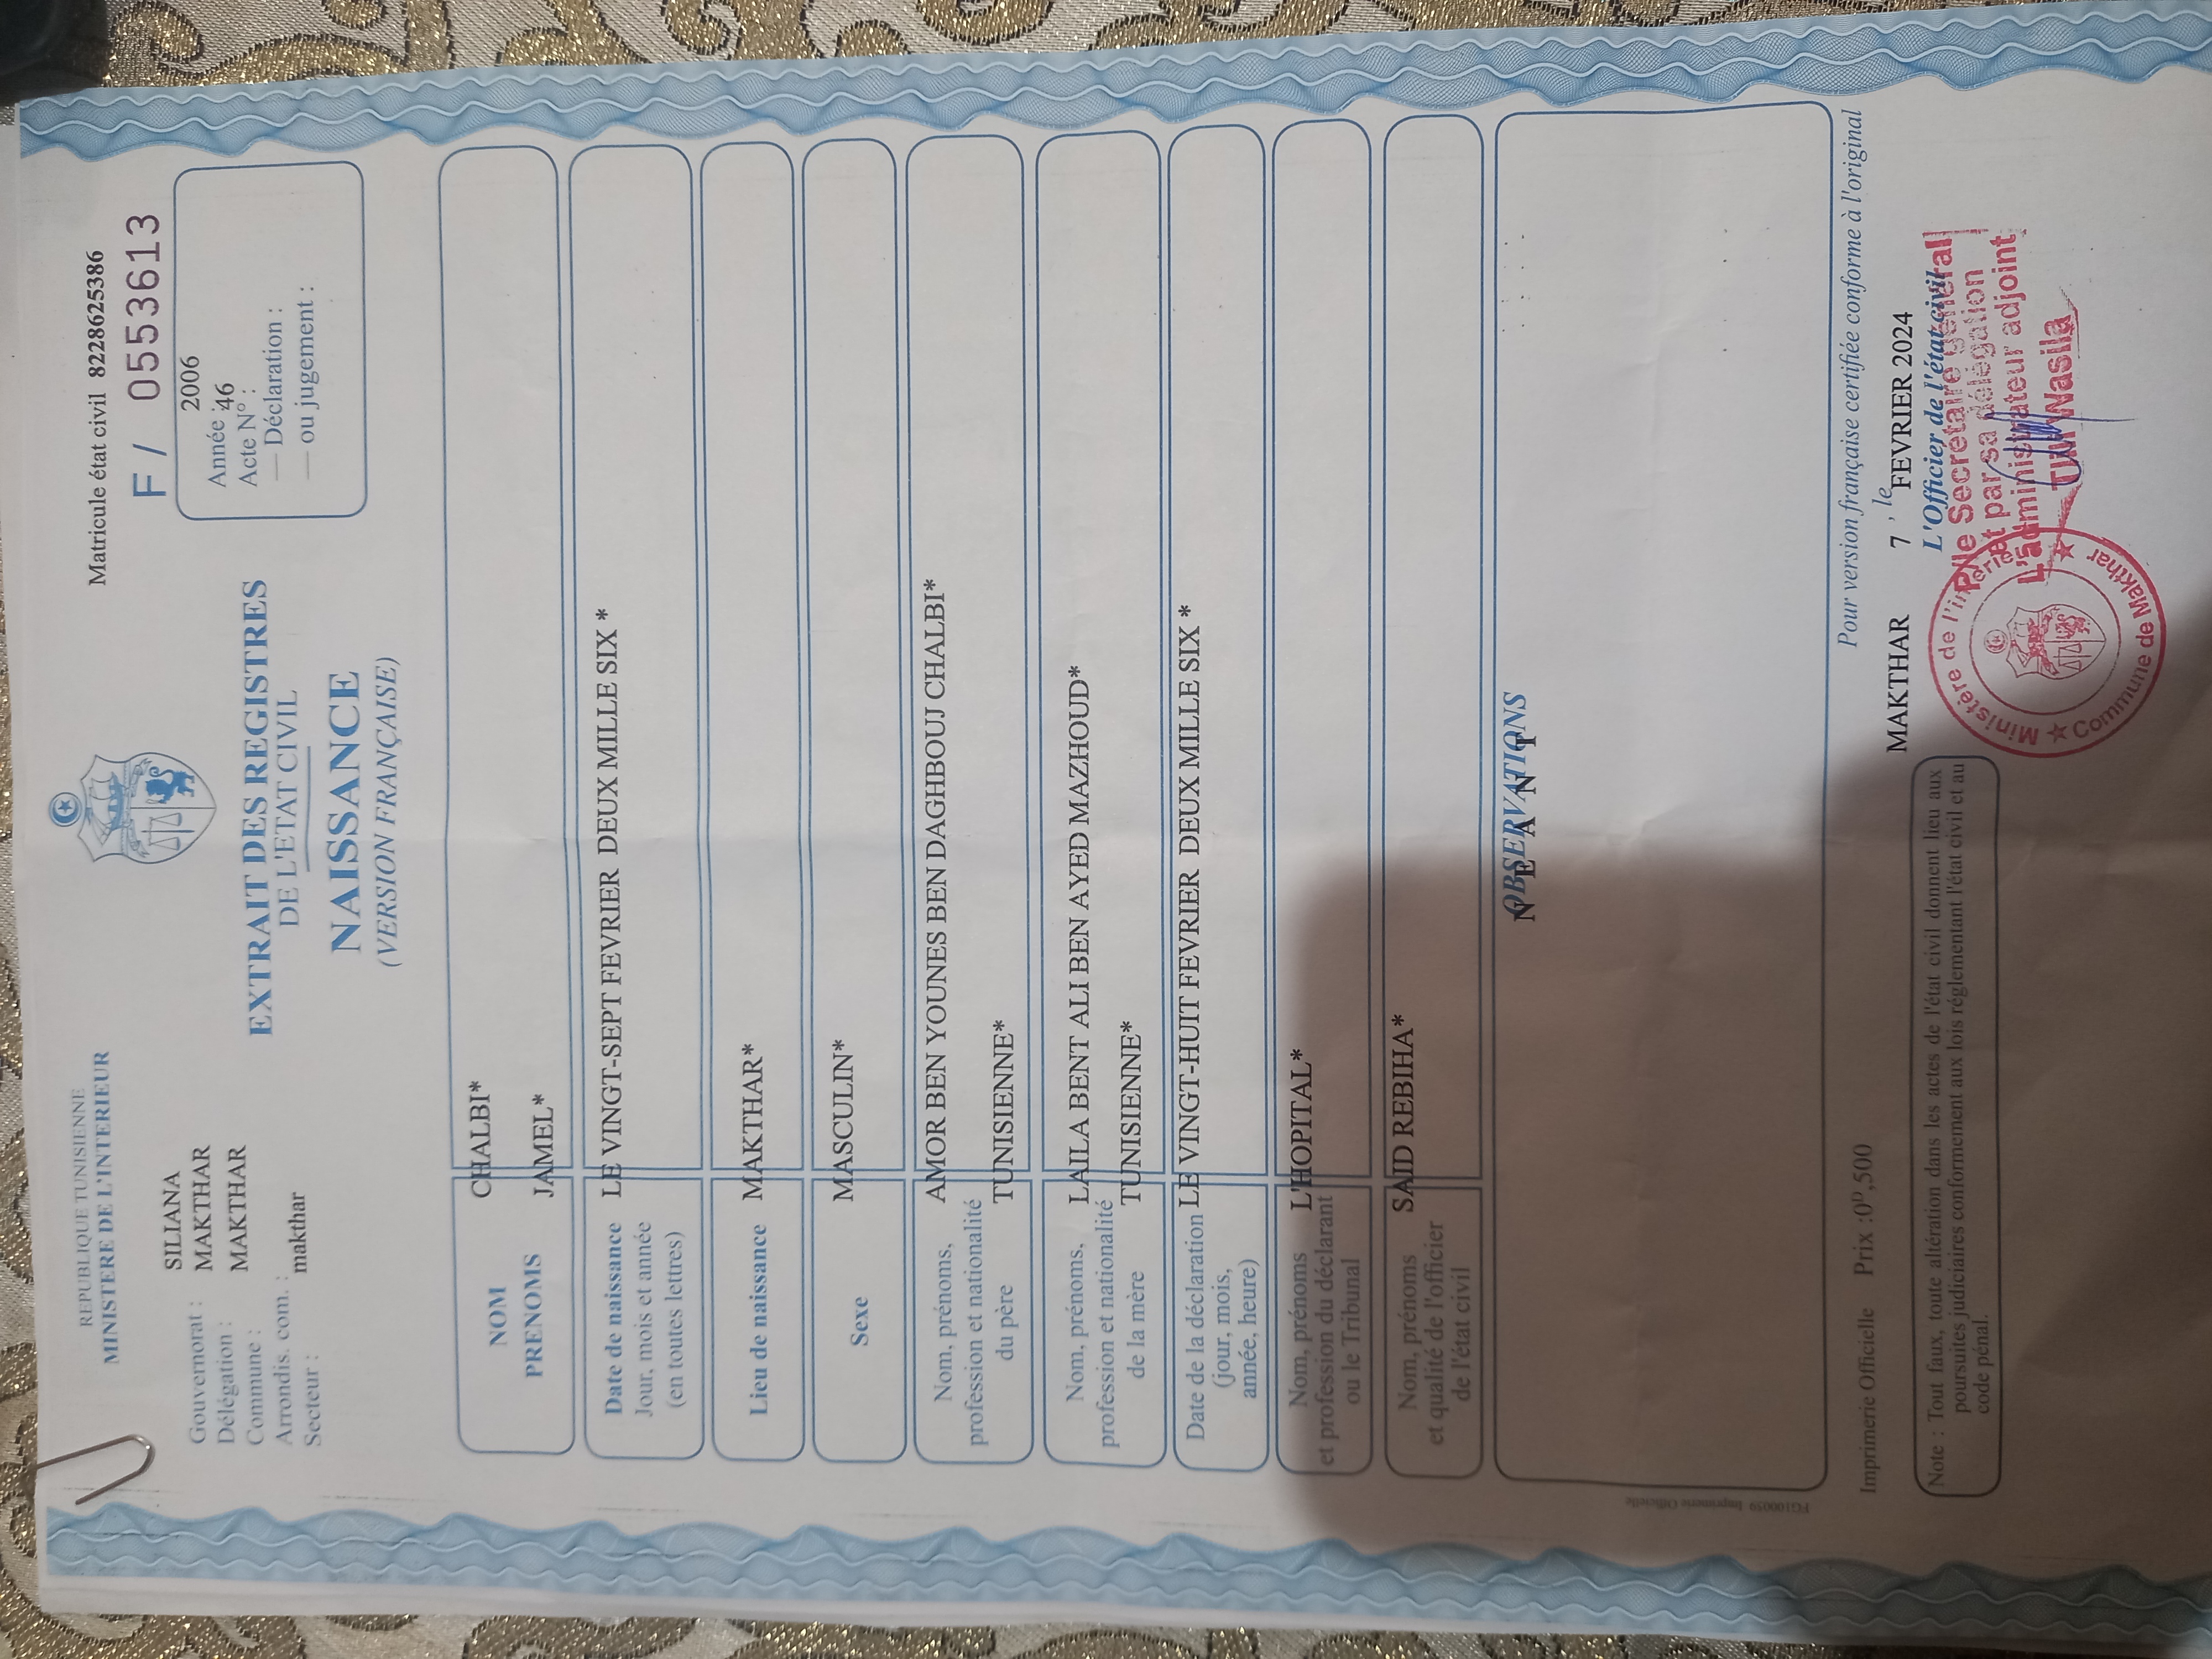 REPUBLIQUE TUNISIENNE
MINISTERE DE L'INTERIEUR
Matricule état civil 8228625386
F / 0553613
Gouvernorat : SILIANA
Délégation : MAKTHAR
Commune : MAKTHAR
Arrondis. com. :
Secteur : makthar
2006
Année :
46
Acte N° :
— Déclaration :
— ou jugement :
EXTRAIT DES REGISTRES
DE L'ETAT CIVIL
NAISSANCE
(VERSION FRANÇAISE)
NOM CHALBI*
PRENOMS JAMEL*
Date de naissance LE VINGT-SEPT FEVRIER DEUX MILLE SIX *
Jour, mois et année
(en toutes lettres)
Lieu de naissance MAKTHAR*
Sexe MASCULIN*
Nom, prénoms, AMOR BEN YOUNES BEN DAGHBOUJ CHALBI*
profession et nationalité
du père TUNISIENNE*
Nom, prénoms, LAILA BENT ALI BEN AYED MAZHOUD*
profession et nationalité
de la mère TUNISIENNE*
Date de la déclaration LE VINGT-HUIT FEVRIER DEUX MILLE SIX *
(jour, mois,
année, heure)
Nom, prénoms L'HOPITAL*
et profession du déclarant
ou le Tribunal
Nom, prénoms SAID REBIHA*
et qualité de l'officier
de l'état civil
OBSERVATIONS
N E A N T
FG100059 Imprimerie Officielle
Pour version française certifiée conforme à l'original
Imprimerie Officielle Prix :0D,500
MAKTHAR 7 , le FEVRIER 2024
L'Officier de l'état civil
P/le Secrétaire général
et par sa délégation
L'administrateur adjoint
Wasila
Ministère de l'intérieur
Commune de Makthar
Note : Tout faux, toute altération dans les actes de l'état civil donnent lieu aux
poursuites judiciaires conformement aux lois réglementant l'état civil et au
code pénal.